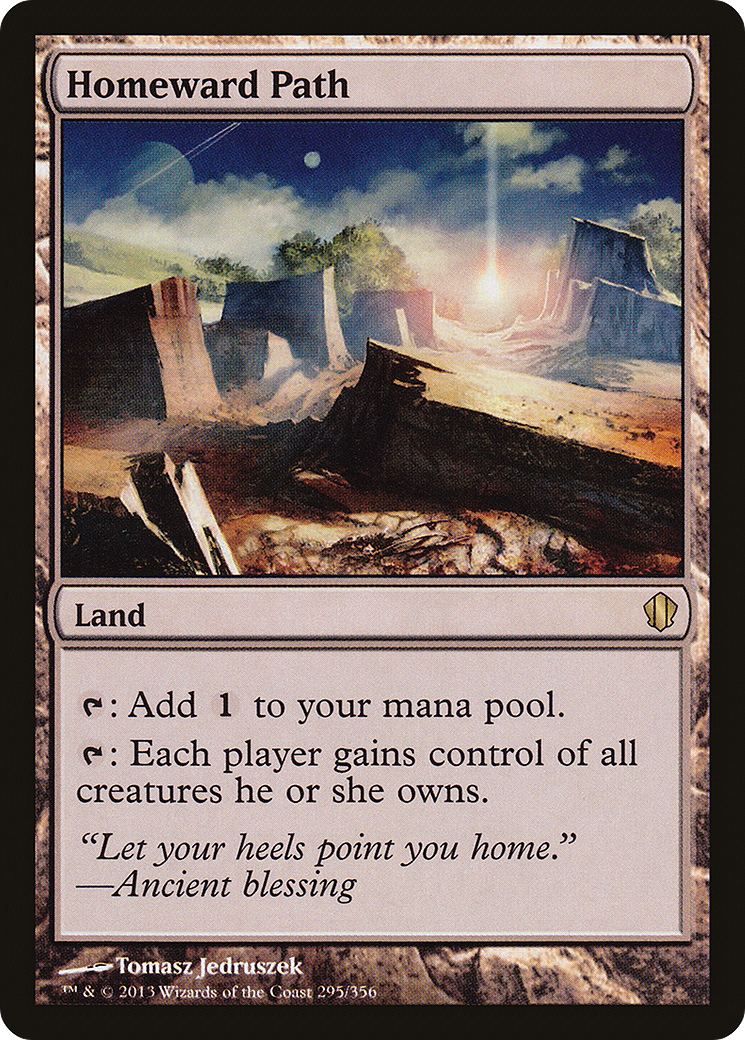 Homeward Path
Land
: Add 1 to your mana pool.
: Each player gains control of all
creatures he or she owns.
“Let your heels point you home.”
—Ancient blessing
Tomasz Jedruszek
™ & © 2013 Wizards of the Coast 295/356